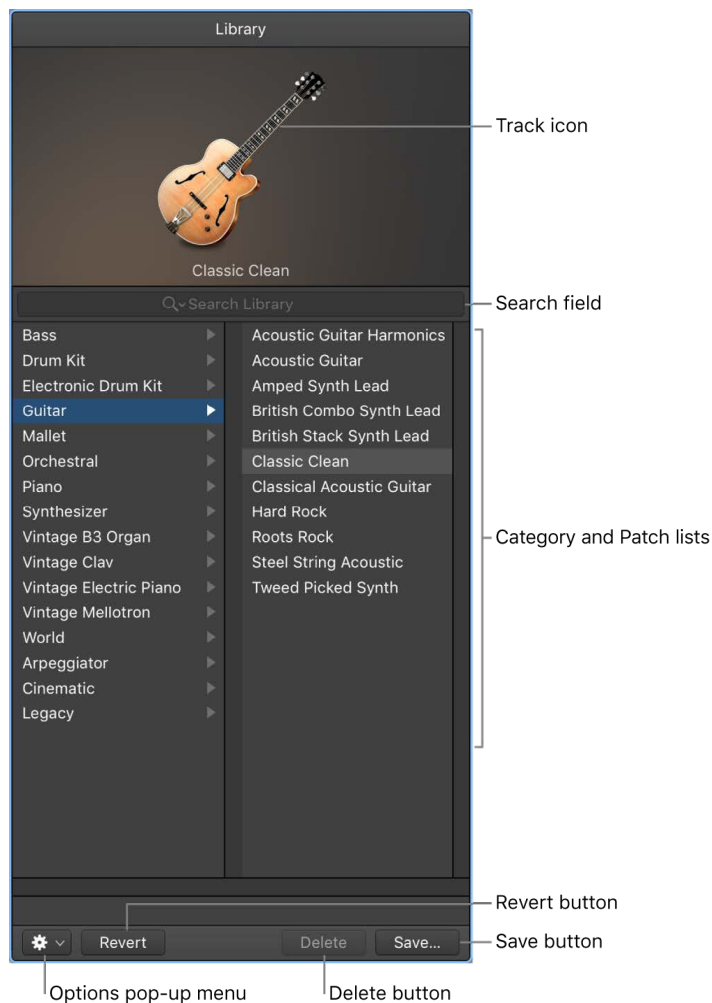 Library
Track icon
Classic Clean
Search Library
Search field
Bass
Drum Kit
Electronic Drum Kit
Guitar
Mallet
Orchestral
Piano
Synthesizer
Vintage B3 Organ
Vintage Clav
Vintage Electric Piano
Vintage Mellotron
World
Arpeggiator
Cinematic
Legacy
Acoustic Guitar Harmonics
Acoustic Guitar
Amped Synth Lead
British Combo Synth Lead
British Stack Synth Lead
Classic Clean
Classical Acoustic Guitar
Hard Rock
Roots Rock
Steel String Acoustic
Tweed Picked Synth
Category and Patch lists
Revert button
Revert
Delete
Save...
Save button
Options pop-up menu
Delete button